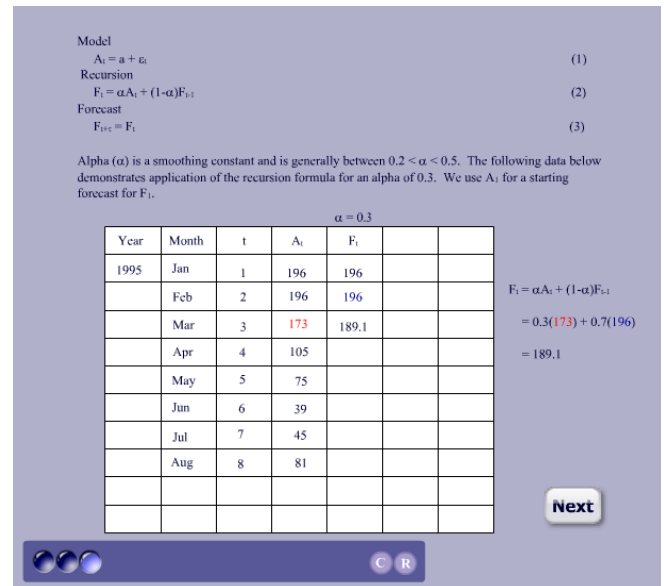 Model
Aₜ = a + εₜ (1)
Recursion
Fₜ = αAₜ + (1-α)Fₜ₋₁ (2)
Forecast
Fₜ₊τ = Fₜ (3)
Alpha (α) is a smoothing constant and is generally between 0.2 < α < 0.5. The following data below
demonstrates application of the recursion formula for an alpha of 0.3. We use A₁ for a starting
forecast for F₁.
α = 0.3
Year Month t Aₜ Fₜ
1995 Jan 1 196 196
Feb 2 196 196
Mar 3 173 189.1
Apr 4 105
May 5 75
Jun 6 39
Jul 7 45
Aug 8 81
Fₜ = αAₜ + (1-α)Fₜ₋₁
= 0.3(173) + 0.7(196)
= 189.1
Next
C R